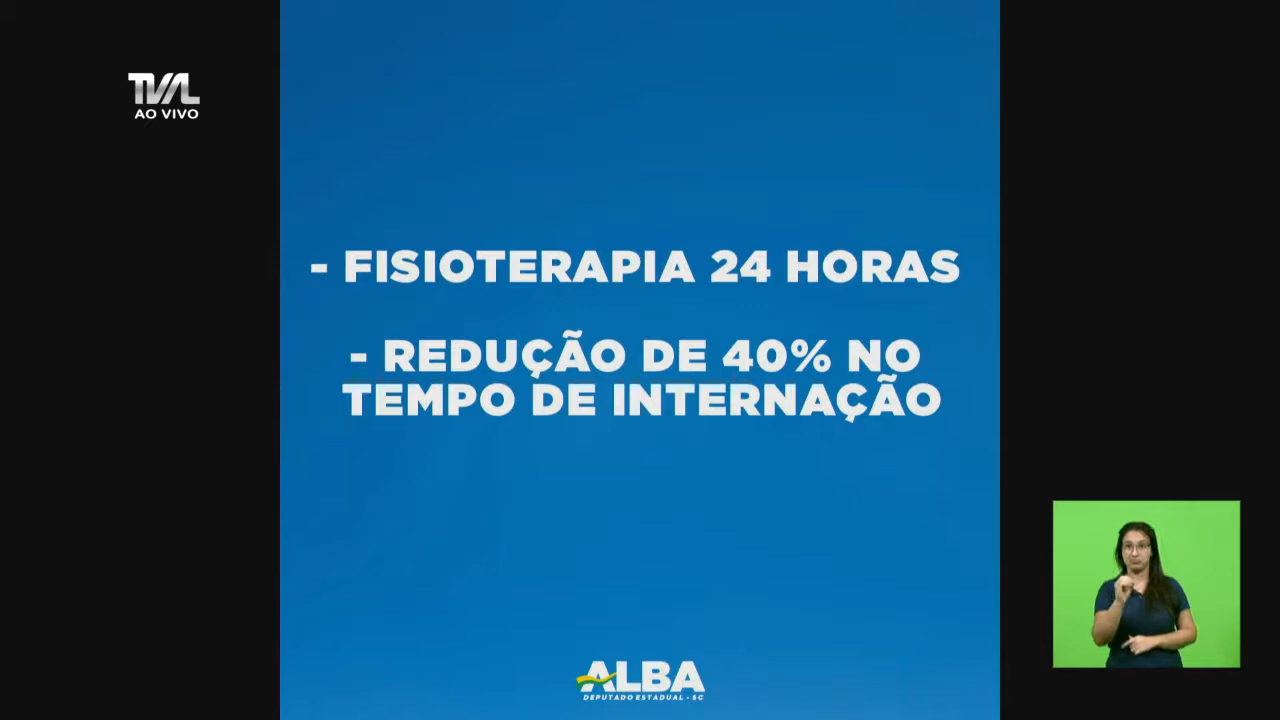 TVAL
AO VIVO
- FISIOTERAPIA 24 HORAS
- REDUÇÃO DE 40% NO
TEMPO DE INTERNAÇÃO
ALBA
DEPUTADO ESTADUAL - SC